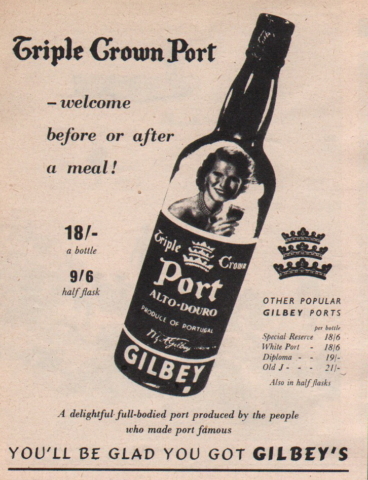 Triple Crown Port
– welcome
before or after
a meal!
18/-
a bottle
9/6
half flask
Triple Crown
Port
ALTO-DOURO
PRODUCE OF PORTUGAL
GILBEY
OTHER POPULAR
GILBEY PORTS
per bottle
Special Reserve 18/6
White Port - 18/6
Diploma - - 19/-
Old J - - - 21/-
Also in half flasks
A delightful full-bodied port produced by the people
who made port famous
YOU'LL BE GLAD YOU GOT GILBEY'S